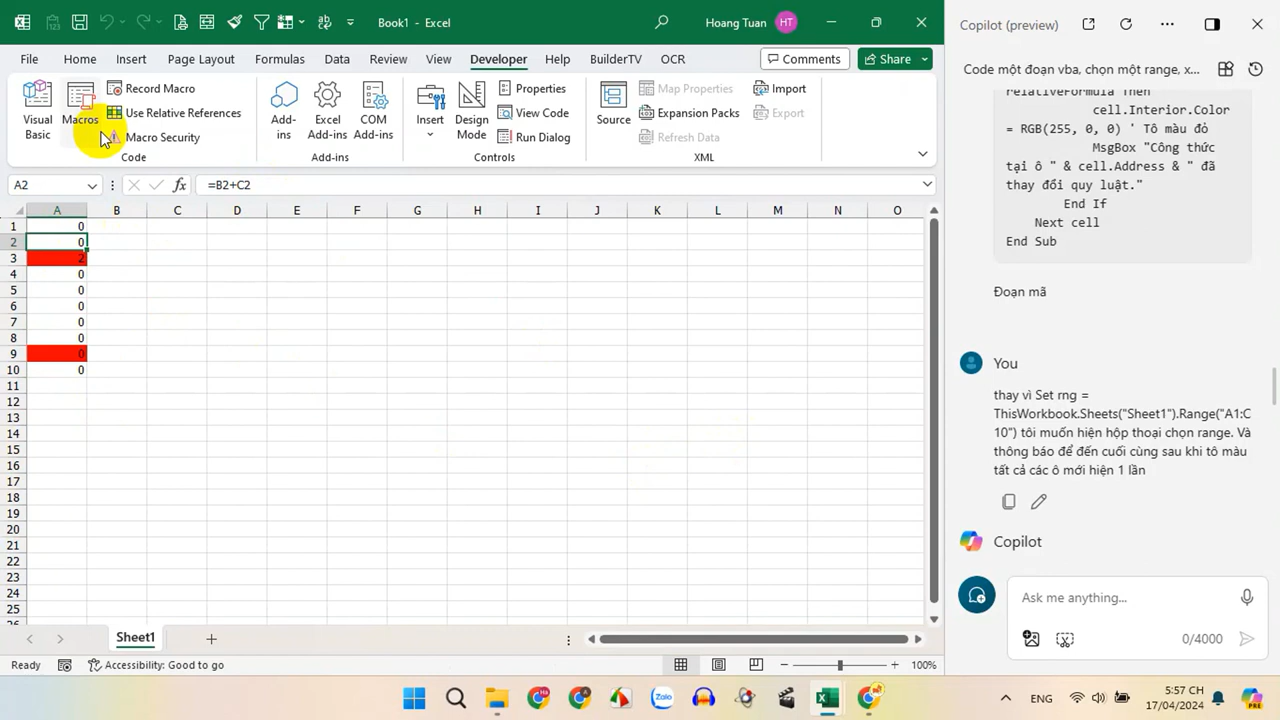 Book1 - Excel
Hoang Tuan
HT
File
Home
Insert
Page Layout
Formulas
Data
Review
View
Developer
Help
BuilderTV
OCR
Comments
Share
Visual Basic
Macros
Record Macro
Use Relative References
Macro Security
Code
Add-ins
Excel Add-ins
COM Add-ins
Add-ins
Insert
Design Mode
Properties
View Code
Run Dialog
Controls
Source
Map Properties
Expansion Packs
Refresh Data
Import
Export
XML
A2
=B2+C2
A B C D E F G H I J K L M N O
1 0
2 0
3 2
4 0
5 0
6 0
7 0
8 0
9 0
10 0
11
12
13
14
15
16
17
18
19
20
21
22
23
24
25
Sheet1
Ready
Accessibility: Good to go
100%
Copilot (preview)
Code một đoạn vba, chọn một range, x...
relativeFormula Then
cell.Interior.Color
= RGB(255, 0, 0) ' Tô màu đỏ
MsgBox "Công thức
tại ô " & cell.Address & " đã
thay đổi quy luật."
End If
Next cell
End Sub
Đoạn mã
You
thay vì Set rng =
ThisWorkbook.Sheets("Sheet1").Range("A1:C
10") tôi muốn hiện hộp thoại chọn range. Và
thông báo để đến cuối cùng sau khi tô màu
tất cả các ô mới hiện 1 lần
Copilot
Ask me anything...
0/4000
Zalo
ENG
5:57 CH
17/04/2024
PRE